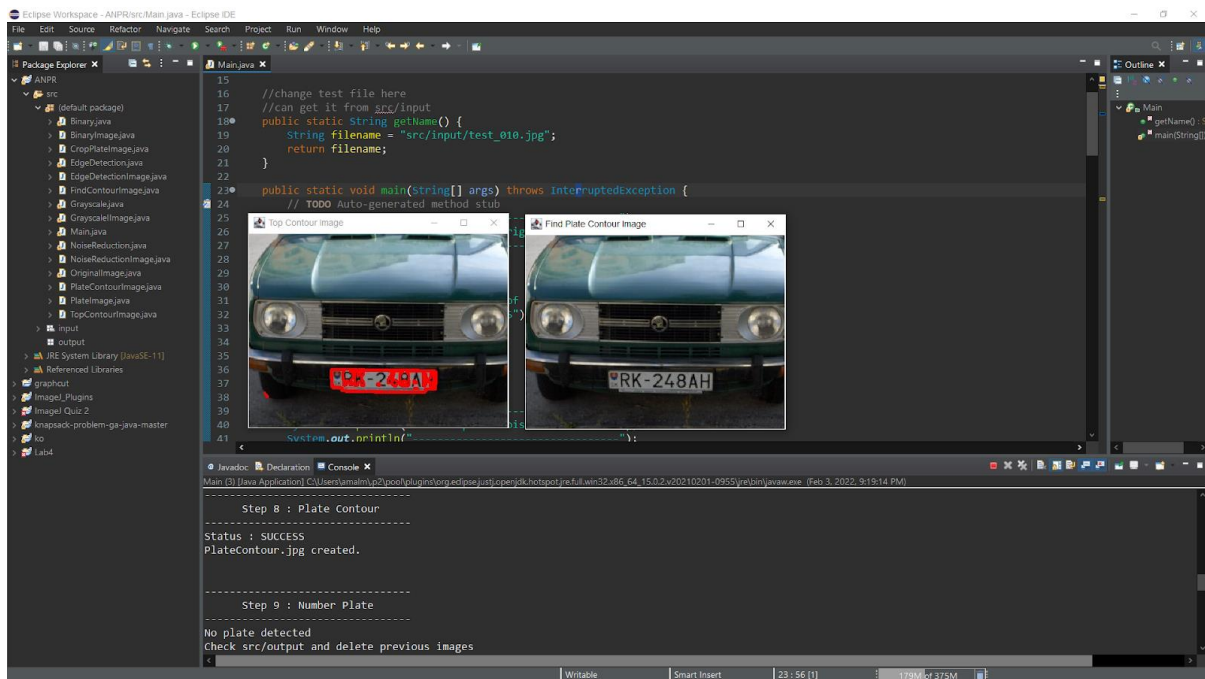 Eclipse Workspace - ANPR/src/Main.java - Eclipse IDE
File Edit Source Refactor Navigate Search Project Run Window Help
Package Explorer
ANPR
src
(default package)
Binary.java
BinaryImage.java
CropPlateImage.java
EdgeDetection.java
EdgeDetectionImage.java
FindContourImage.java
Grayscale.java
GrayscaleIImage.java
Main.java
NoiseReduction.java
NoiseReductionImage.java
OriginalImage.java
PlateContourImage.java
PlateImage.java
TopContourImage.java
input
output
JRE System Library [JavaSE-11]
Referenced Libraries
graphcut
ImageJ_Plugins
ImageJ Quiz 2
knapsack-problem-ga-java-master
ko
Lab4
Main.java
15
16 //change test file here
17 //can get it from src/input
18 public static String getName() {
19 String filename = "src/input/test_010.jpg";
20 return filename;
21 }
22
23 public static void main(String[] args) throws InterruptedException {
24 // TODO Auto-generated method stub
25
26
27
28
29
30
31 of
32 s")
33
34
35
36
37
38
39
40
41 System.out.println("--------------------------------");
Top Contour Image
Find Plate Contour Image
RK-248AH
Outline
Main
getName() : S
main(String[]
Javadoc Declaration Console
Main (3) [Java Application] C:\Users\amalm\.p2\pool\plugins\org.eclipse.justj.openjdk.hotspot.jre.full.win32.x86_64_15.0.2.v20210201-0955\jre\bin\javaw.exe (Feb 3, 2022, 9:19:14 PM)
--------------------------------
Step 8 : Plate Contour
--------------------------------
Status : SUCCESS
PlateContour.jpg created.
--------------------------------
Step 9 : Number Plate
--------------------------------
No plate detected
Check src/output and delete previous images
Writable Smart Insert 23 : 56 [1] 179M of 375M